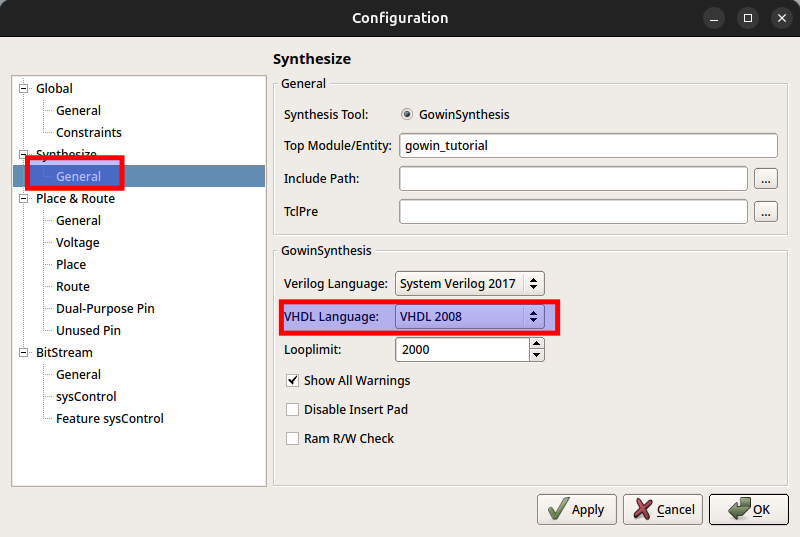 Configuration
Global
General
Constraints
Synthesize
General
Place & Route
General
Voltage
Place
Route
Dual-Purpose Pin
Unused Pin
BitStream
General
sysControl
Feature sysControl
Synthesize
General
Synthesis Tool: GowinSynthesis
Top Module/Entity: gowin_tutorial
Include Path: ...
TclPre ...
GowinSynthesis
Verilog Language: System Verilog 2017
VHDL Language: VHDL 2008
Looplimit: 2000
Show All Warnings
Disable Insert Pad
Ram R/W Check
Apply Cancel OK